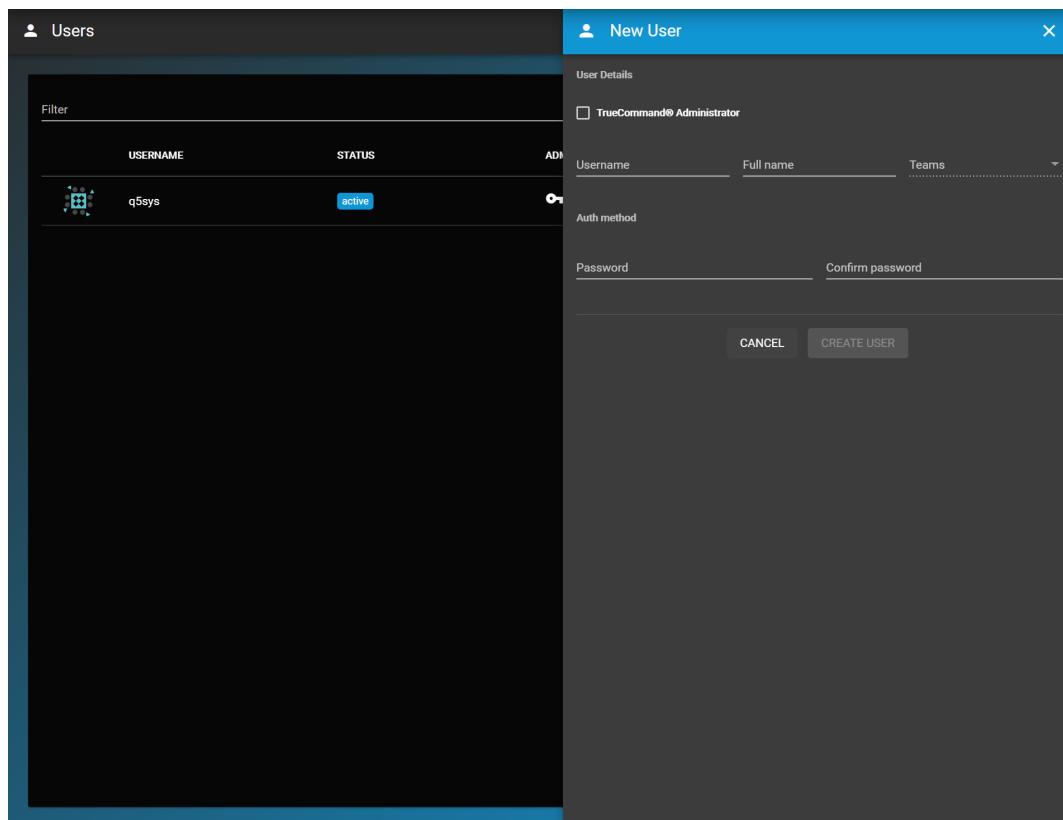 Users
Filter
USERNAME STATUS
q5sys active
New User
User Details
TrueCommand® Administrator
Username Full name Teams
Auth method
Password Confirm password
CANCEL CREATE USER